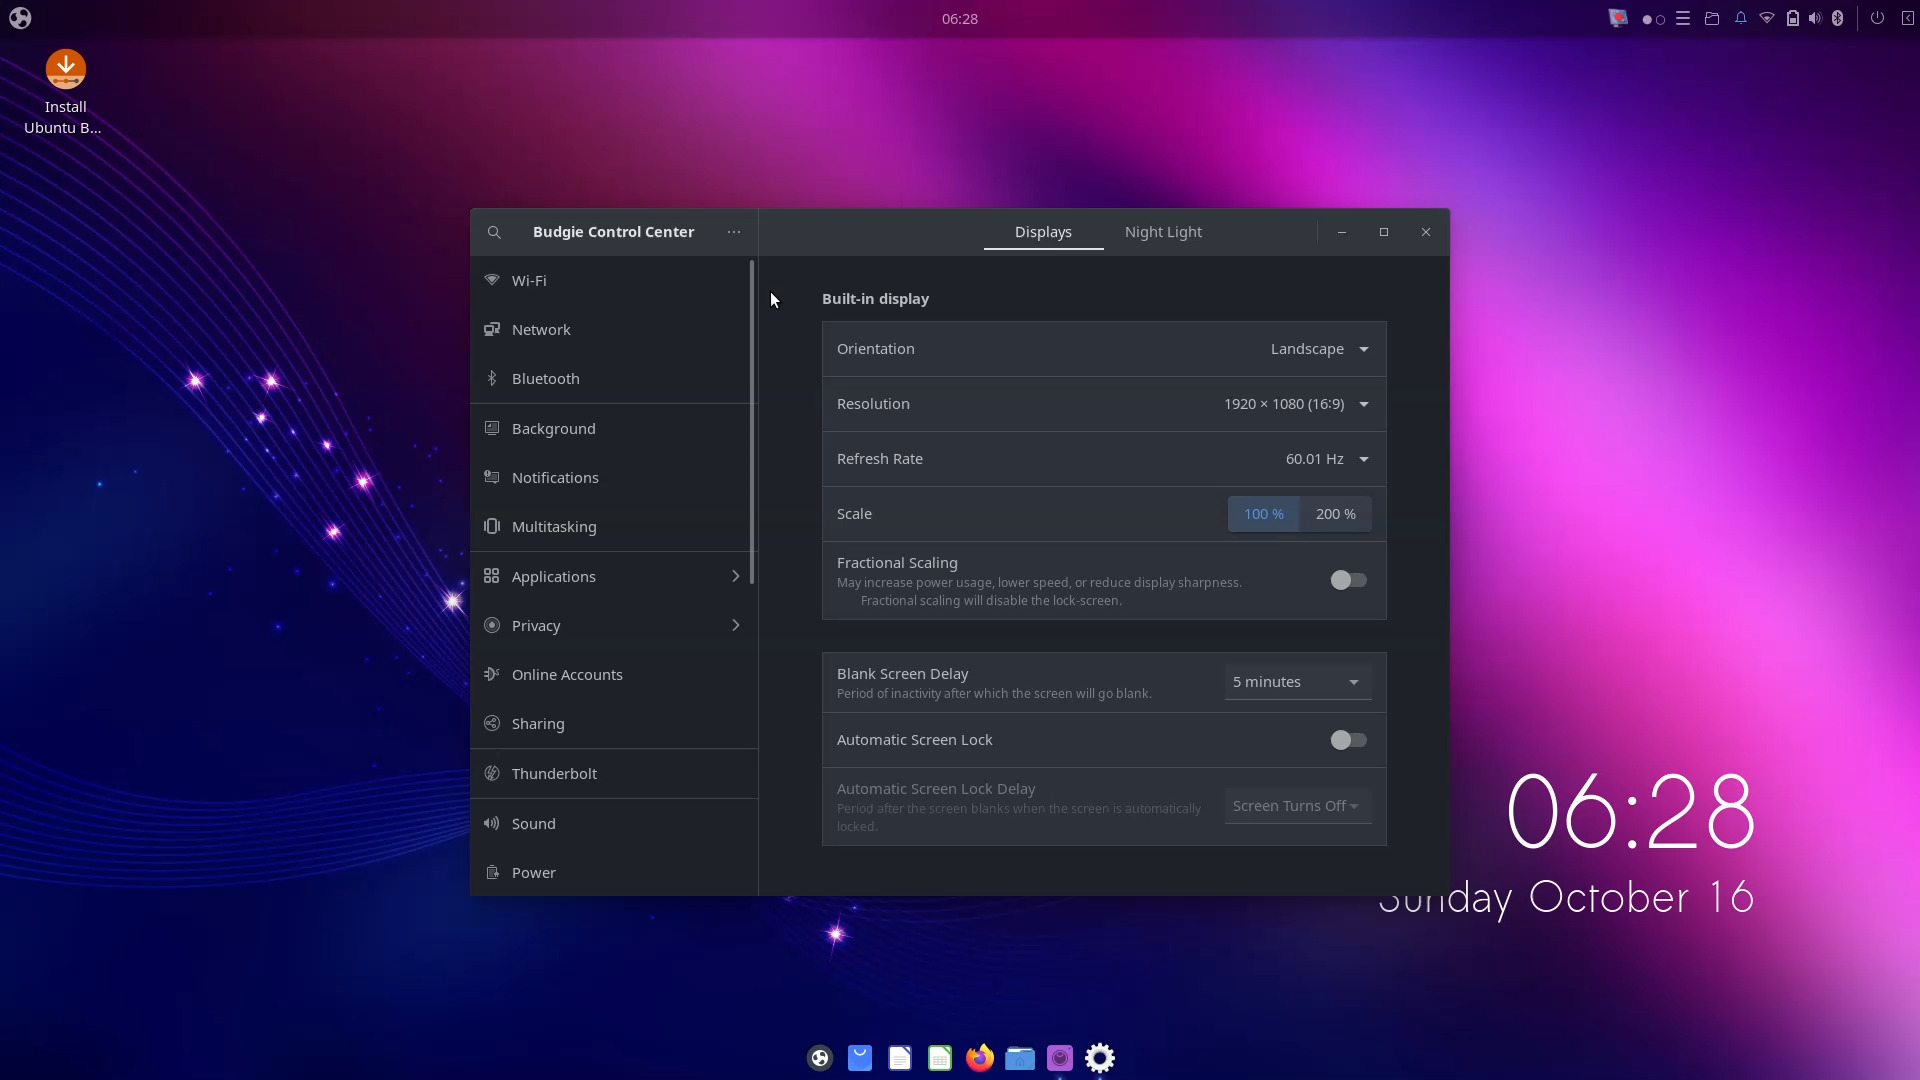 06:28
Install
Ubuntu B...
Budgie Control Center
Displays
Night Light
Wi-Fi
Network
Bluetooth
Background
Notifications
Multitasking
Applications
Privacy
Online Accounts
Sharing
Thunderbolt
Sound
Power
Built-in display
Orientation
Landscape
Resolution
1920 × 1080 (16:9)
Refresh Rate
60.01 Hz
Scale
100 %
200 %
Fractional Scaling
May increase power usage, lower speed, or reduce display sharpness.
Fractional scaling will disable the lock-screen.
Blank Screen Delay
Period of inactivity after which the screen will go blank.
5 minutes
Automatic Screen Lock
Automatic Screen Lock Delay
Period after the screen blanks when the screen is automatically
locked.
Screen Turns Off
06:28
Sunday October 16